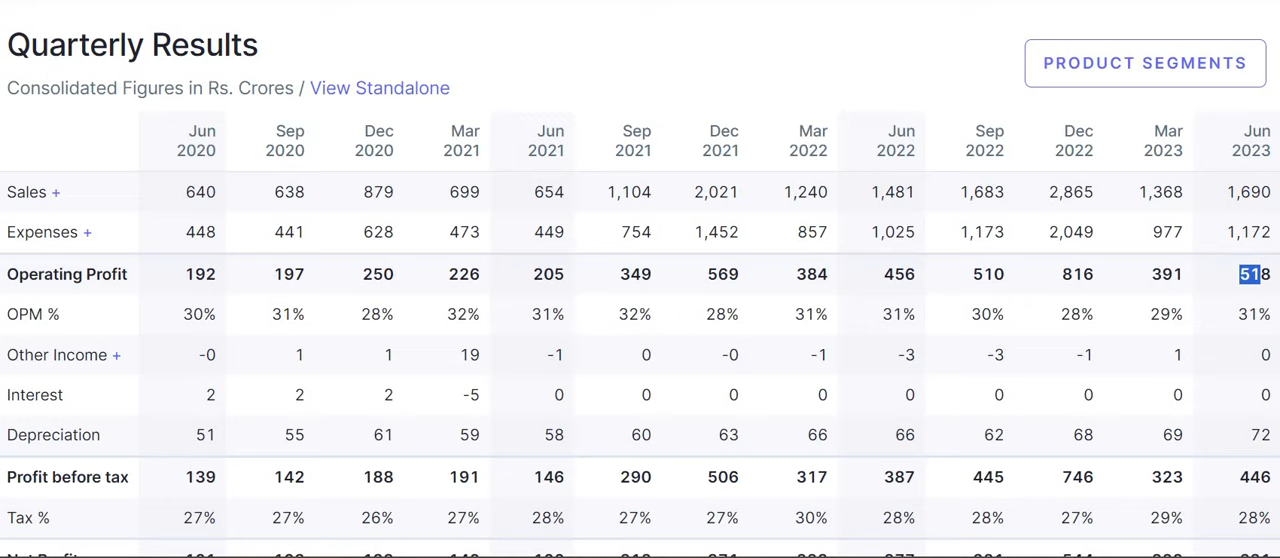 Quarterly Results
PRODUCT SEGMENTS
Consolidated Figures in Rs. Crores / View Standalone
Jun 2020 Sep 2020 Dec 2020 Mar 2021 Jun 2021 Sep 2021 Dec 2021 Mar 2022 Jun 2022 Sep 2022 Dec 2022 Mar 2023 Jun 2023
Sales + 640 638 879 699 654 1,104 2,021 1,240 1,481 1,683 2,865 1,368 1,690
Expenses + 448 441 628 473 449 754 1,452 857 1,025 1,173 2,049 977 1,172
Operating Profit 192 197 250 226 205 349 569 384 456 510 816 391 518
OPM % 30% 31% 28% 32% 31% 32% 28% 31% 31% 30% 28% 29% 31%
Other Income + -0 1 1 19 -1 0 -0 -1 -3 -3 -1 1 0
Interest 2 2 2 -5 0 0 0 0 0 0 0 0 0
Depreciation 51 55 61 59 58 60 63 66 66 62 68 69 72
Profit before tax 139 142 188 191 146 290 506 317 387 445 746 323 446
Tax % 27% 27% 26% 27% 28% 27% 27% 30% 28% 28% 27% 29% 28%